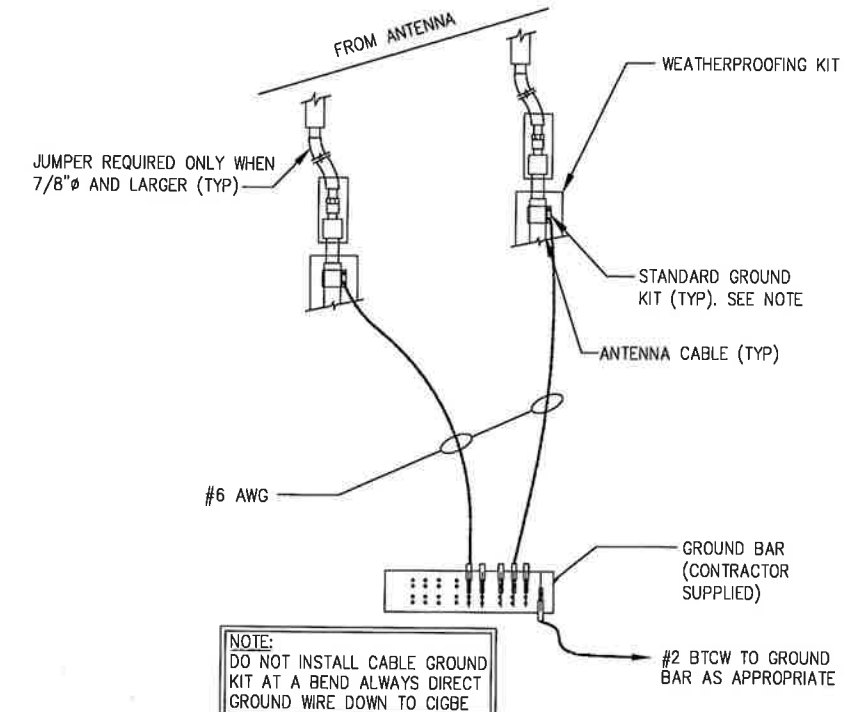 FROM ANTENNA
WEATHERPROOFING KIT
JUMPER REQUIRED ONLY WHEN
7/8"ø AND LARGER (TYP)
STANDARD GROUND
KIT (TYP). SEE NOTE
ANTENNA CABLE (TYP)
#6 AWG
GROUND BAR
(CONTRACTOR
SUPPLIED)
NOTE:
DO NOT INSTALL CABLE GROUND
KIT AT A BEND ALWAYS DIRECT
GROUND WIRE DOWN TO CIGBE
#2 BTCW TO GROUND
BAR AS APPROPRIATE